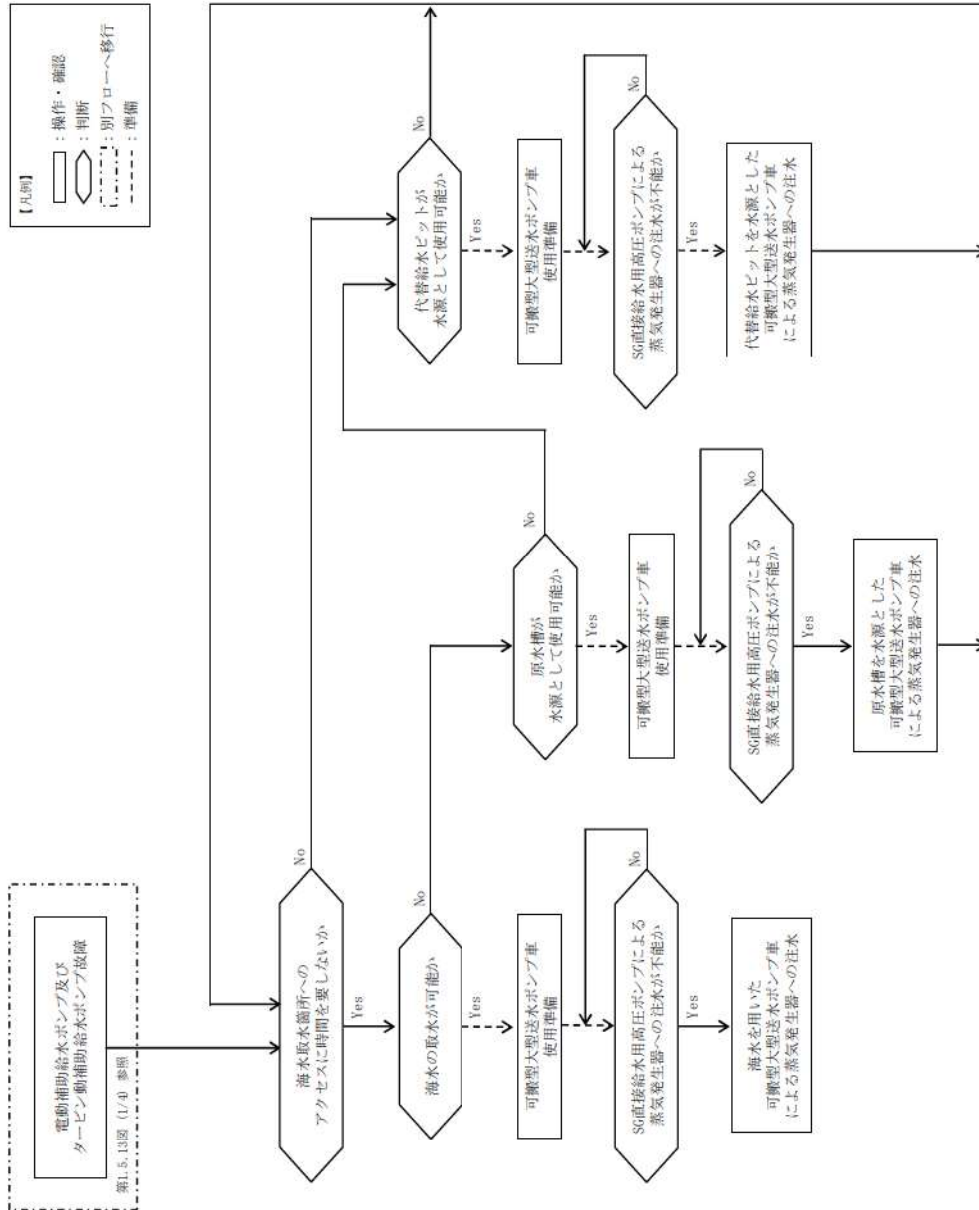 【凡例】
：操作・確認
：判断
：別フローへ移行
：準備
電動補助給水ポンプ及び
タービン動補助給水ポンプ故障
第1.5.13図 (1/4) 参照
海水取水箇所への
アクセスに時間を要しないか
No
Yes
海水の取水が可能か
No
Yes
可搬型大型送水ポンプ車
使用準備
SG直接給水用高圧ポンプによる
蒸気発生器への注水が不能か
No
Yes
海水を用いた
可搬型大型送水ポンプ車
による蒸気発生器への注水
原水槽が
水源として使用可能か
No
Yes
可搬型大型送水ポンプ車
使用準備
SG直接給水用高圧ポンプによる
蒸気発生器への注水が不能か
No
Yes
原水槽を水源とした
可搬型大型送水ポンプ車
による蒸気発生器への注水
代替給水ピットが
水源として使用可能か
No
Yes
可搬型大型送水ポンプ車
使用準備
SG直接給水用高圧ポンプによる
蒸気発生器への注水が不能か
No
Yes
代替給水ピットを水源とした
可搬型大型送水ポンプ車
による蒸気発生器への注水